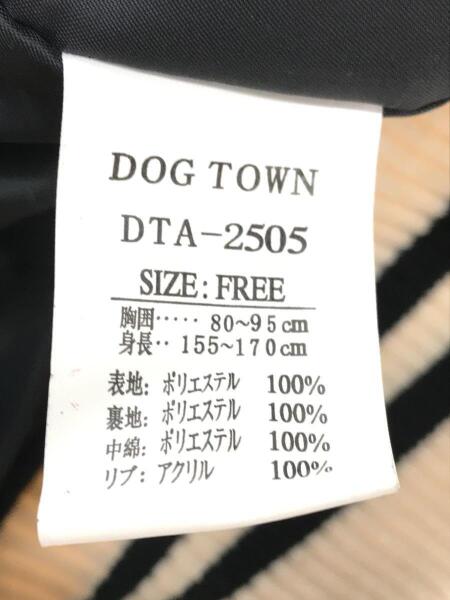 DOG TOWN
DTA-2505
SIZE:FREE
胸囲‥‥‥ 80~95cm
身長‥ 155~170cm
表地: ポリエステル 100%
裏地: ポリエステル 100%
中綿: ポリエステル 100%
リブ: アクリル 100%